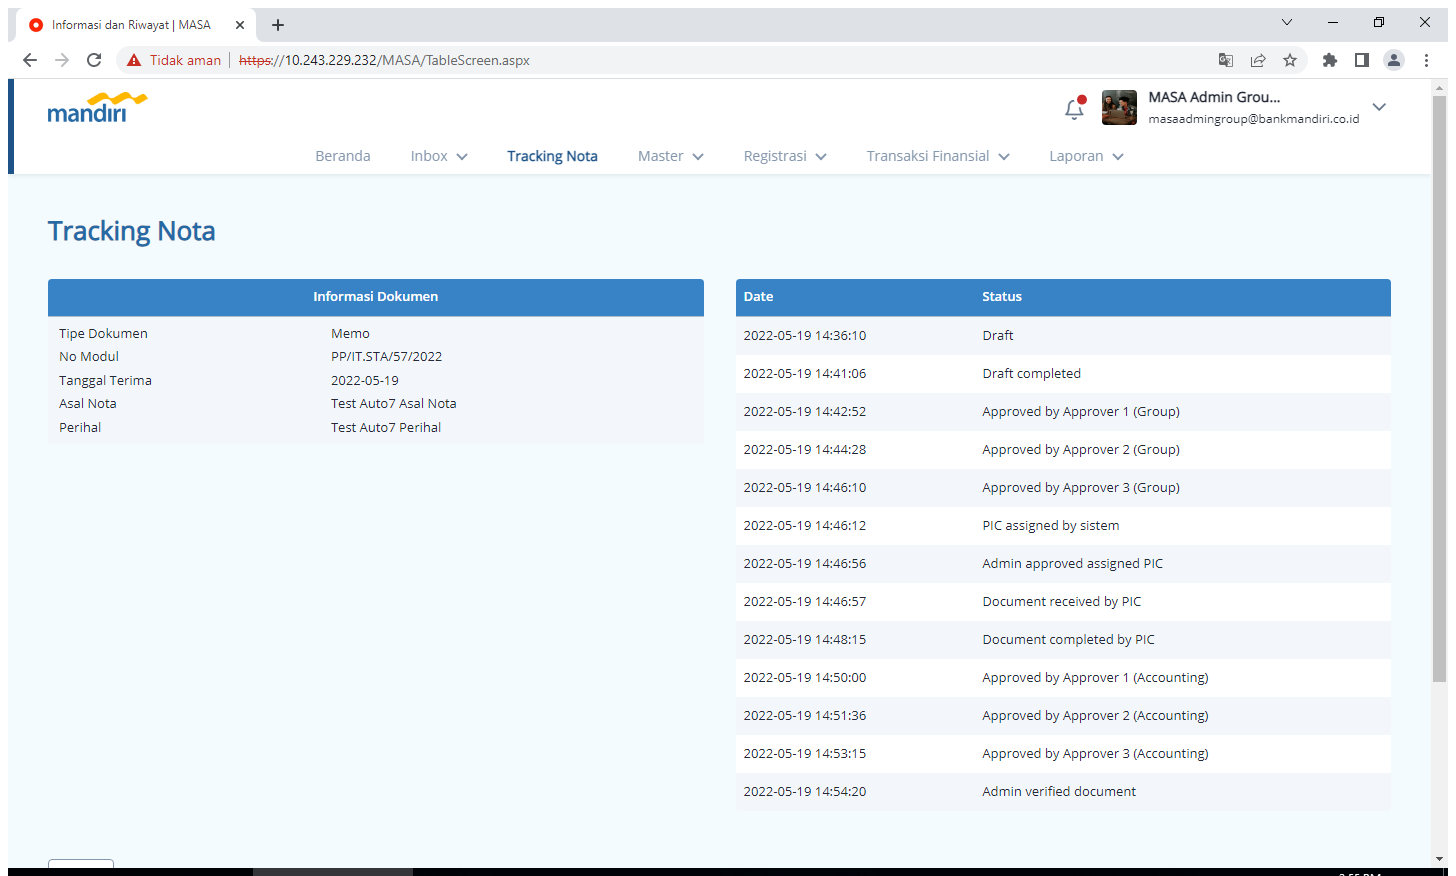 Informasi dan Riwayat | MASA
Tidak aman https://10.243.229.232/MASA/TableScreen.aspx
mandiri
MASA Admin Grou...
masaadmingroup@bankmandiri.co.id
Beranda Inbox Tracking Nota Master Registrasi Transaksi Finansial Laporan
Tracking Nota
Informasi Dokumen
Tipe Dokumen Memo
No Modul PP/IT.STA/57/2022
Tanggal Terima 2022-05-19
Asal Nota Test Auto7 Asal Nota
Perihal Test Auto7 Perihal
Date Status
2022-05-19 14:36:10 Draft
2022-05-19 14:41:06 Draft completed
2022-05-19 14:42:52 Approved by Approver 1 (Group)
2022-05-19 14:44:28 Approved by Approver 2 (Group)
2022-05-19 14:46:10 Approved by Approver 3 (Group)
2022-05-19 14:46:12 PIC assigned by sistem
2022-05-19 14:46:56 Admin approved assigned PIC
2022-05-19 14:46:57 Document received by PIC
2022-05-19 14:48:15 Document completed by PIC
2022-05-19 14:50:00 Approved by Approver 1 (Accounting)
2022-05-19 14:51:36 Approved by Approver 2 (Accounting)
2022-05-19 14:53:15 Approved by Approver 3 (Accounting)
2022-05-19 14:54:20 Admin verified document